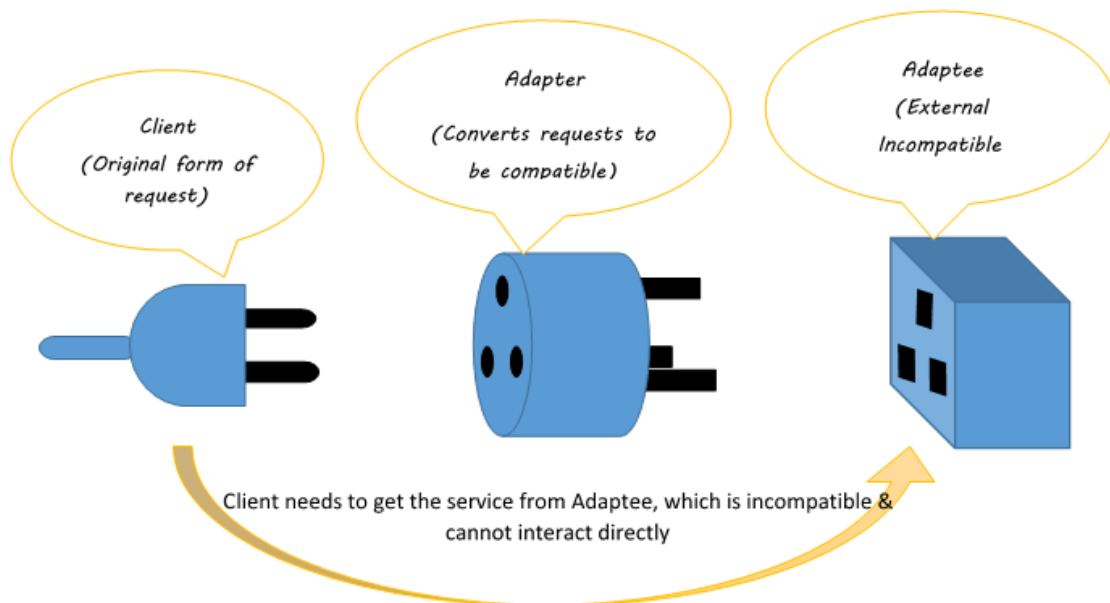 Client
(Original form of
request)
Adapter
(Converts requests to
be compatible)
Adaptee
(External
Incompatible
Client needs to get the service from Adaptee, which is incompatible &
cannot interact directly